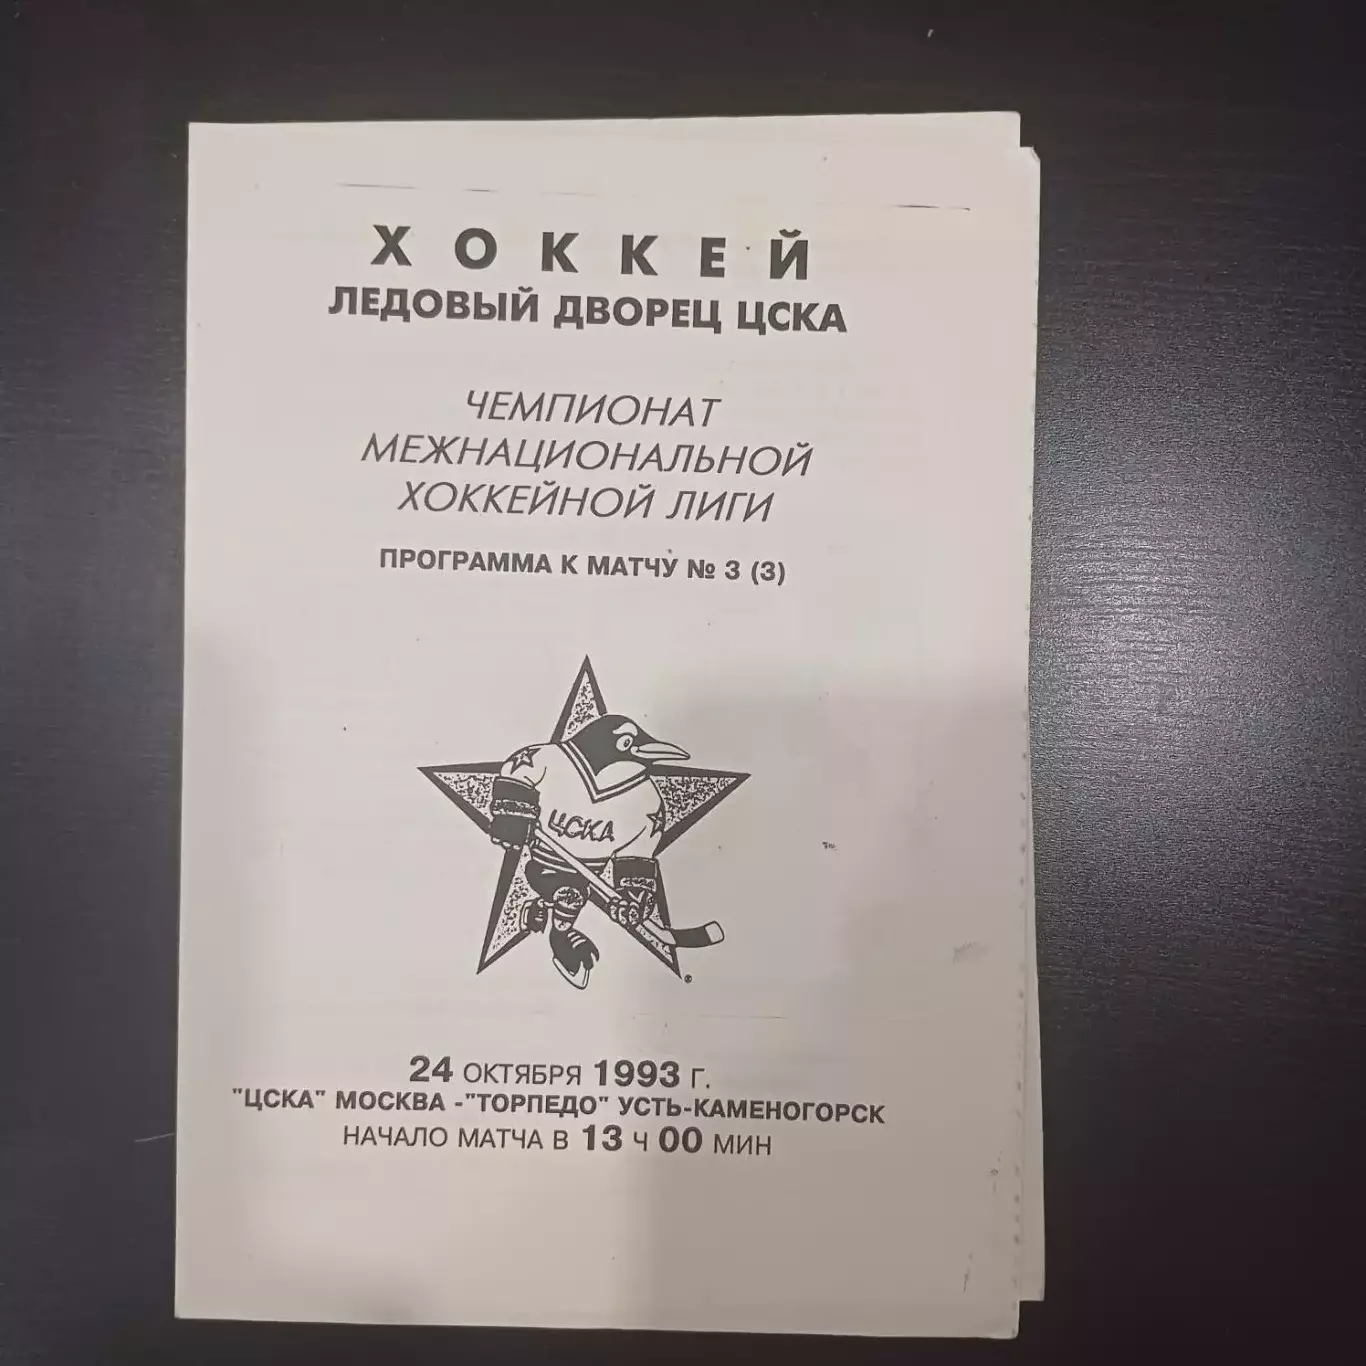 ХОККЕЙ
ЛЕДОВЫЙ ДВОРЕЦ ЦСКА
ЧЕМПИОНАТ
МЕЖНАЦИОНАЛЬНОЙ
ХОККЕЙНОЙ ЛИГИ
ПРОГРАММА К МАТЧУ № 3 (3)
ЦСКА
®
24 ОКТЯБРЯ 1993 Г.
"ЦСКА" МОСКВА -"ТОРПЕДО" УСТЬ-КАМЕНОГОРСК
НАЧАЛО МАТЧА В 13 Ч 00 МИН